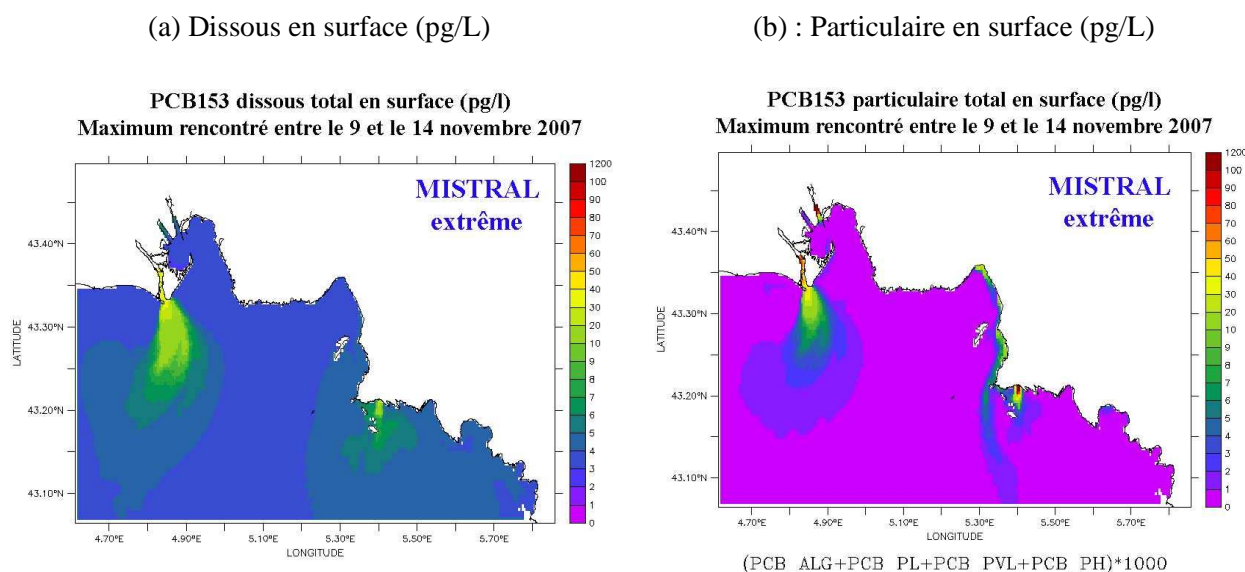 (a) Dissous en surface (pg/L)
(b) : Particulaire en surface (pg/L)
PCB153 dissous total en surface (pg/l)
Maximum rencontré entre le 9 et le 14 novembre 2007
MISTRAL
extrême
1200
100
90
80
70
60
50
40
30
20
10
9
8
7
6
5
4
3
2
1
0
43.40°N
43.30°N
43.20°N
43.10°N
LATITUDE
4.70°E 4.90°E 5.10°E 5.30°E 5.50°E 5.70°E
LONGITUDE
PCB153 particulaire total en surface (pg/l)
Maximum rencontré entre le 9 et le 14 novembre 2007
MISTRAL
extrême
1200
100
90
80
70
60
50
40
30
20
10
9
8
7
6
5
4
3
2
1
0
43.40°N
43.30°N
43.20°N
43.10°N
LATITUDE
4.70°E 4.90°E 5.10°E 5.30°E 5.50°E 5.70°E
LONGITUDE
(PCB ALG+PCB PL+PCB PVL+PCB PH)*1000